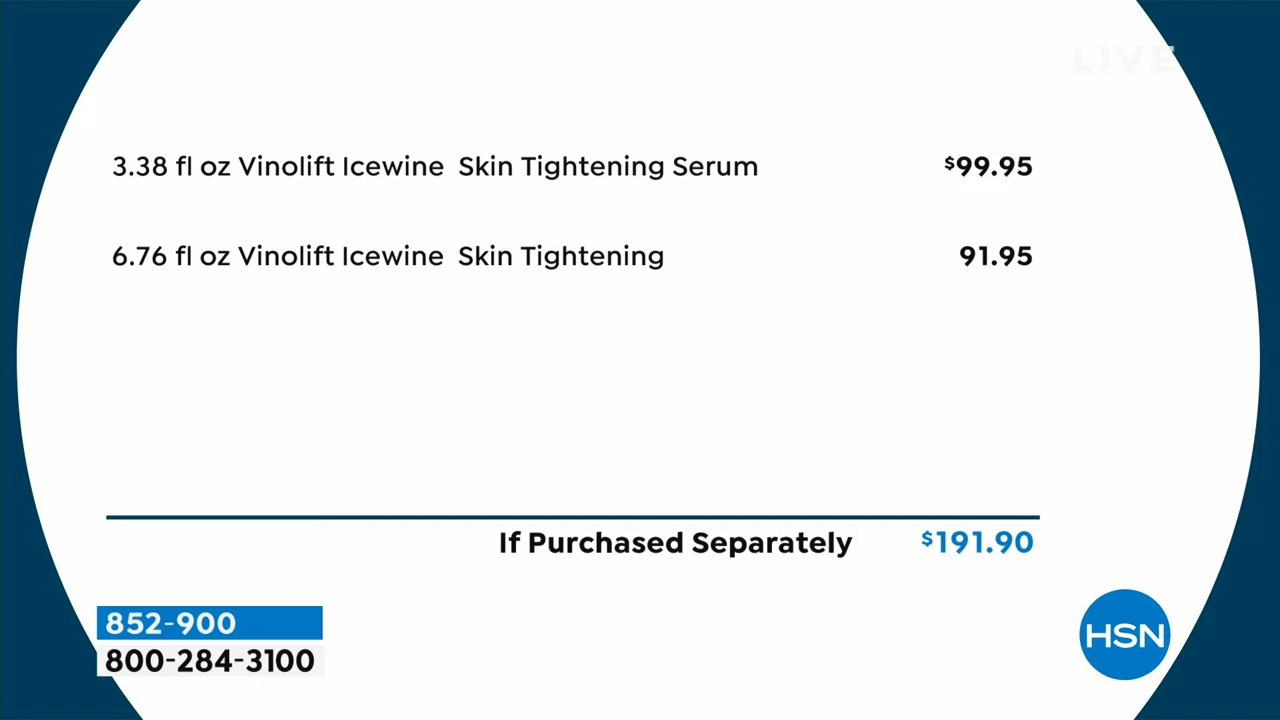 LIVE
3.38 fl oz Vinolift Icewine Skin Tightening Serum $99.95
6.76 fl oz Vinolift Icewine Skin Tightening 91.95
If Purchased Separately $191.90
852-900
800-284-3100
HSN